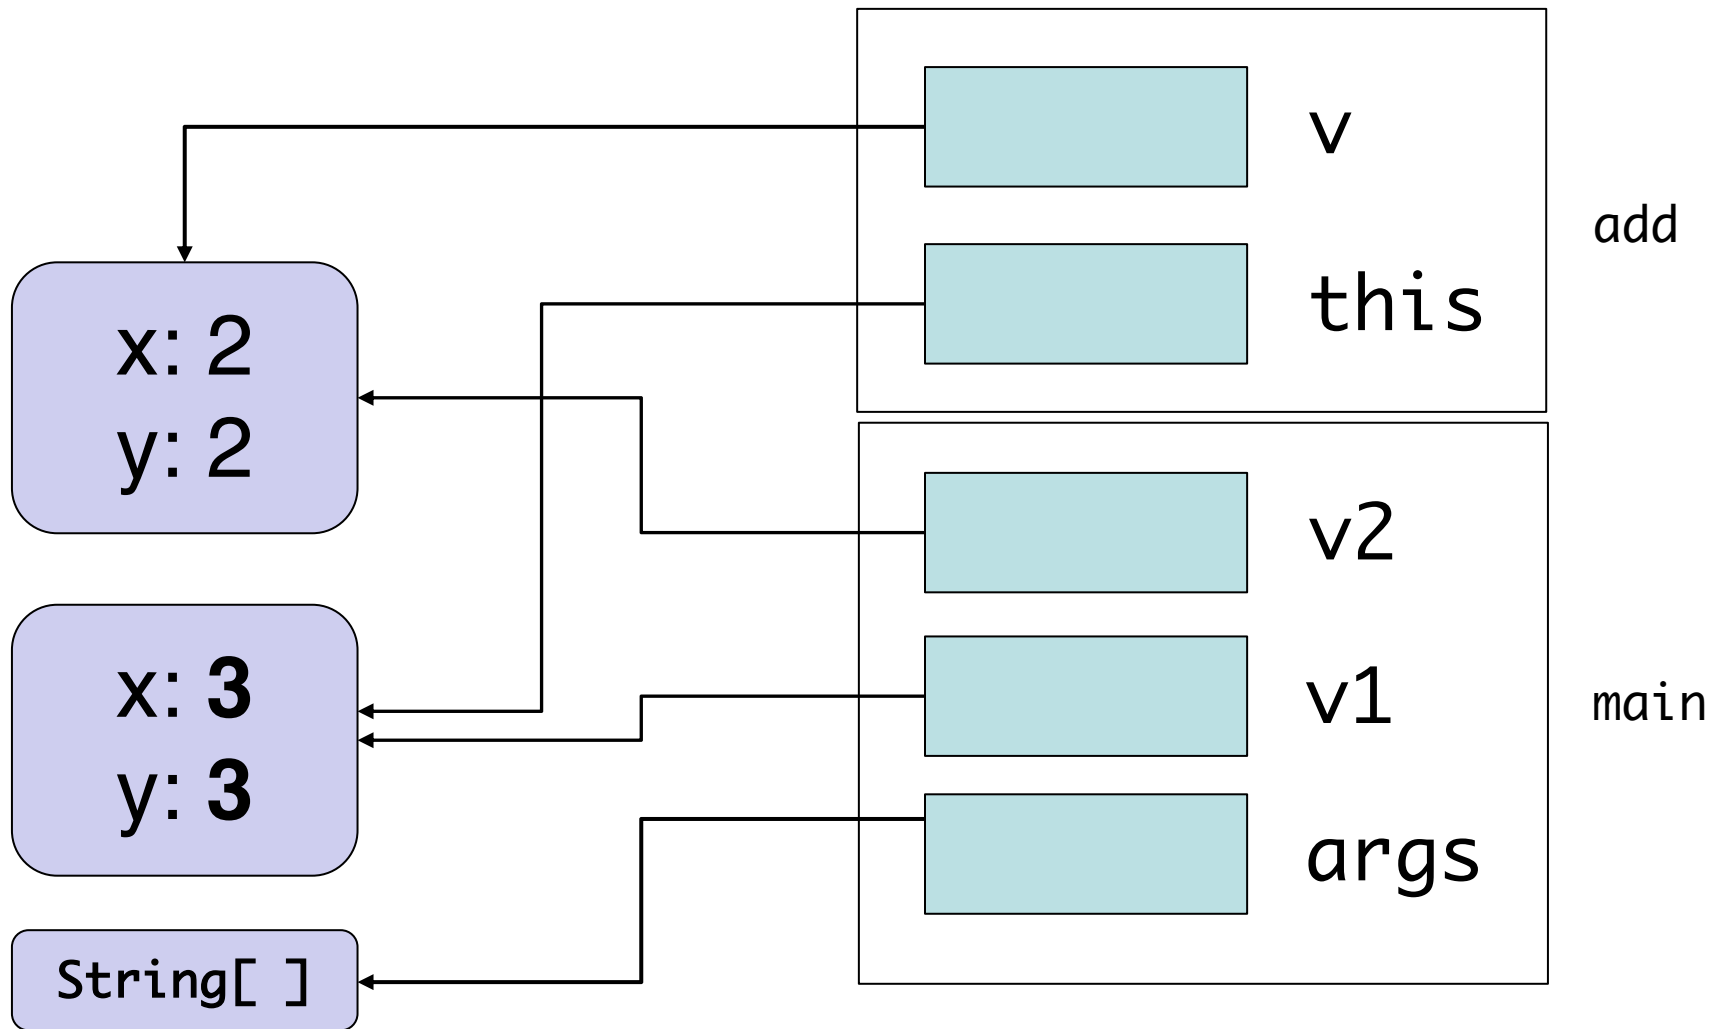 v
add
this
x: 2
y: 2
v2
x: 3
v1
main
y: 3
args
String[ ]